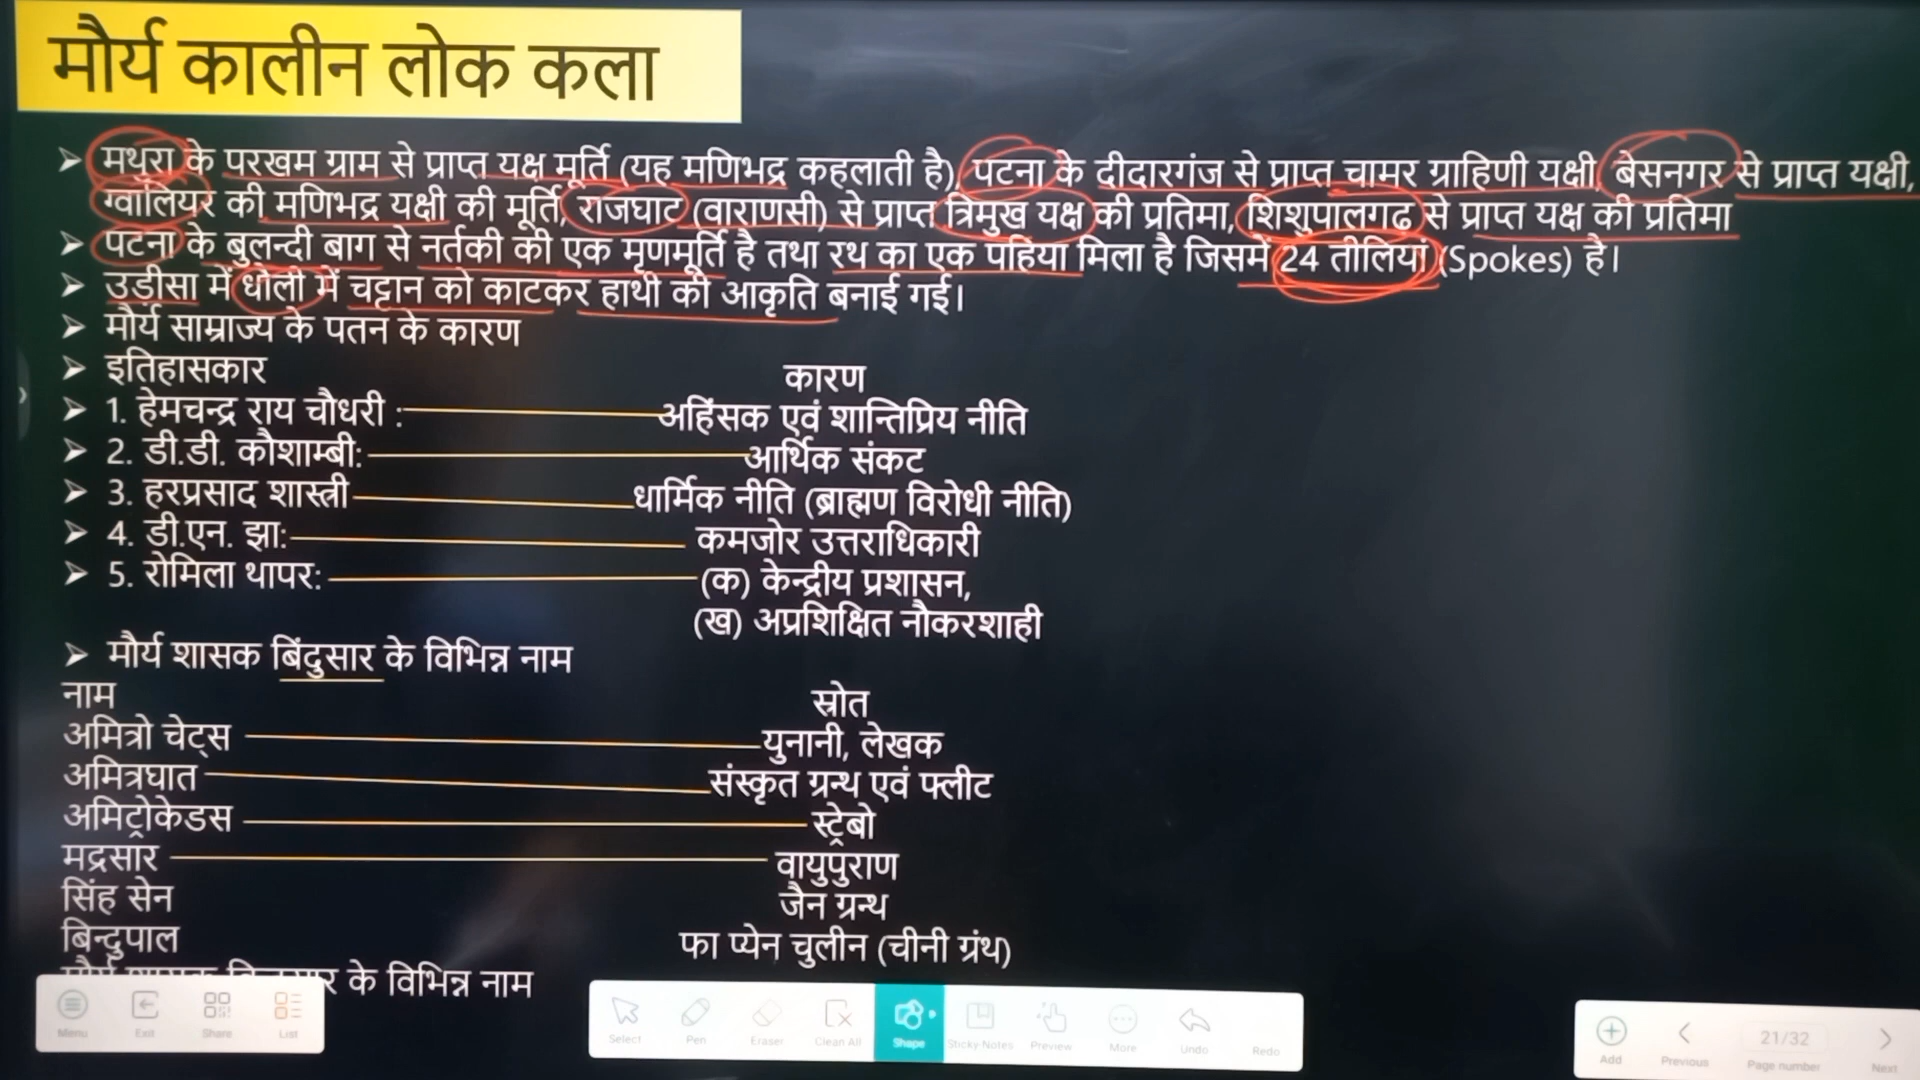 मौर्य कालीन लोक कला
➤ मथुरा के परखम ग्राम से प्राप्त यक्ष मूर्ति (यह मणिभद्र कहलाती है) पटना के दीदारगंज से प्राप्त चामर ग्राहिणी यक्षी, बेसनगर से प्राप्त यक्षी,
ग्वालियर की मणिभद्र यक्षी की मूर्ति, राजघाट (वाराणसी) से प्राप्त त्रिमुख यक्ष की प्रतिमा, शिशुपालगढ से प्राप्त यक्ष की प्रतिमा
➤ पटना के बुलन्दी बाग से नर्तकी की एक मृणमूर्ति है तथा रथ का एक पहिया मिला है जिसमें 24 तीलियां (Spokes) है।
➤ उडीसा में धोली में चट्टान को काटकर हाथी की आकृति बनाई गई।
➤ मौर्य साम्राज्य के पतन के कारण
➤ इतिहासकार कारण
➤ 1. हेमचन्द्र राय चौधरी : अहिंसक एवं शान्तिप्रिय नीति
➤ 2. डी.डी. कौशाम्बी: आर्थिक संकट
➤ 3. हरप्रसाद शास्त्री धार्मिक नीति (ब्राह्मण विरोधी नीति)
➤ 4. डी.एन. झा: कमजोर उत्तराधिकारी
➤ 5. रोमिला थापर: (क) केन्द्रीय प्रशासन,
(ख) अप्रशिक्षित नौकरशाही
➤ मौर्य शासक बिंदुसार के विभिन्न नाम
नाम स्रोत
अमित्रो चेट्स युनानी, लेखक
अमित्रघात संस्कृत ग्रन्थ एवं फ्लीट
अमिट्रोकेडस स्ट्रेबो
मद्रसार वायुपुराण
सिंह सेन जैन ग्रन्थ
बिन्दुपाल फा प्येन चुलीन (चीनी ग्रंथ)
के विभिन्न नाम
Menu Exit Share List Select Pen Eraser Clean All Shape Sticky Notes Preview More Undo Redo Add Previous 21/32 Page number Next